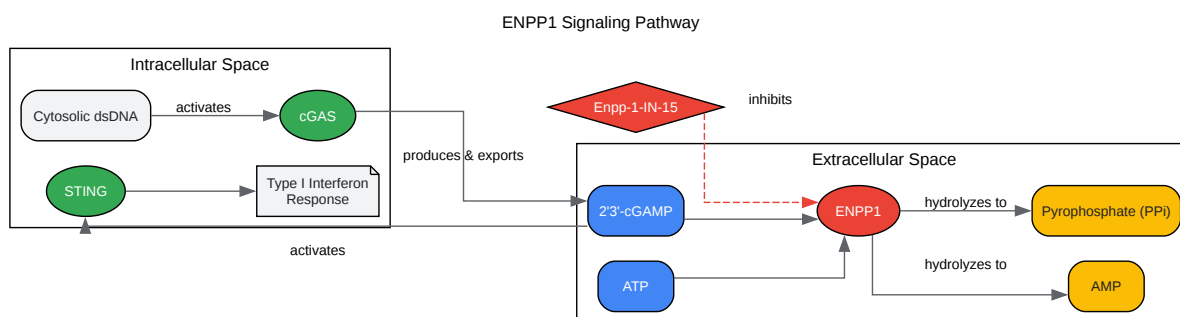 ENPP1 Signaling Pathway
Intracellular Space
Cytosolic dsDNA
activates
cGAS
Enpp-1-IN-15
inhibits
produces & exports
Extracellular Space
STING
Type I Interferon
Response
2'3'-cGAMP
ENPP1
hydrolyzes to
Pyrophosphate (PPi)
activates
hydrolyzes to
ATP
AMP